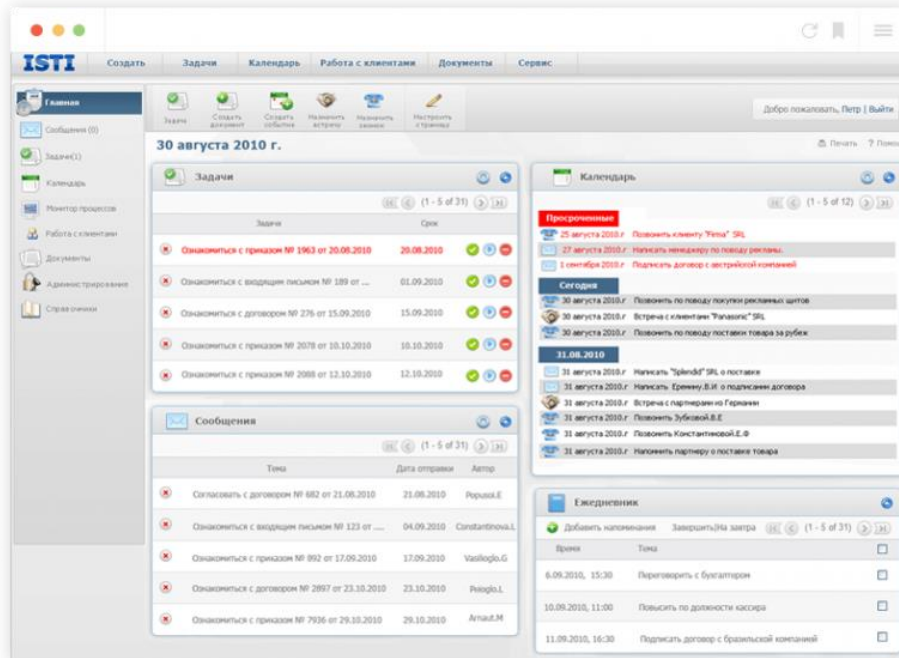 ISTI Создать Задачи Календарь Работа с клиентами Документы Сервис
Главная
Сообщения (0)
Задачи(1)
Календарь
Монитор процессов
Работа с клиентами
Документы
Администрирование
Справочники
Задача
Создать документ
Создать событие
Назначить встречу
Назначить звонок
Настроить страницу
Добро пожаловать, Петр | Выйти
30 августа 2010 г.
Печать ? Помощ
Задачи
(1 - 5 of 31)
Задача Срок
Ознакомиться с приказом № 1963 от 20.08.2010 20.08.2010
Ознакомиться с входящим письмом № 189 от ... 01.09.2010
Ознакомиться с договором № 276 от 15.09.2010 15.09.2010
Ознакомиться с приказом № 2078 от 10.10.2010 10.10.2010
Ознакомиться с приказом № 2088 от 12.10.2010 12.10.2010
Сообщения
(1 - 5 of 31)
Тема Дата отправки Автор
Согласовать с договором № 682 от 21.08.2010 21.08.2010 Popusoi.E
Ознакомиться с входящим письмом № 123 от .... 04.09.2010 Constantinova.L
Ознакомиться с приказом № 892 от 17.09.2010 17.09.2010 Vasilioglo.G
Ознакомиться с договором № 2897 от 23.10.2010 23.10.2010
Ознакомиться с приказом № 7936 от 29.10.2010 29.10.2010 Arnaut.M
Календарь
(1 - 5 of 12)
Просроченные
25 августа 2010.г Позвонить клиенту "Firma" SRL
27 августа 2010.г Написать менеджеру по поводу рекламы.
1 сентября 2010.г Подписать договор с австрийской компанией
Сегодня
30 августа 2010.г Позвонить по поводу покупки рекламных щитов
30 августа 2010.г Встреча с клиентами "Panasonic" SRL
30 августа 2010.г Позвонить по поводу поставки товара за рубеж
31.08.2010
31 августа 2010.г Написать "Splendid" SRL о поставке
31 августа 2010.г Написать Еремину.В.И о подписании договора
31 августа 2010.г Встреча с партнерами из Германии
31 августа 2010.г Позвонить Зубковой.В.Е
31 августа 2010.г Позвонить Константиновой.Е.Ф
31 августа 2010.г Напомнить партнеру о поставке товара
Ежедневник
Добавить напоминания Завершить|На завтра (1 - 5 of 31)
Время Тема
6.09.2010, 15:30 Переговорить с бухгалтером
10.09.2010, 11:00 Повысить по должности кассира
11.09.2010, 16:30 Подписать договор с бразильской компанией